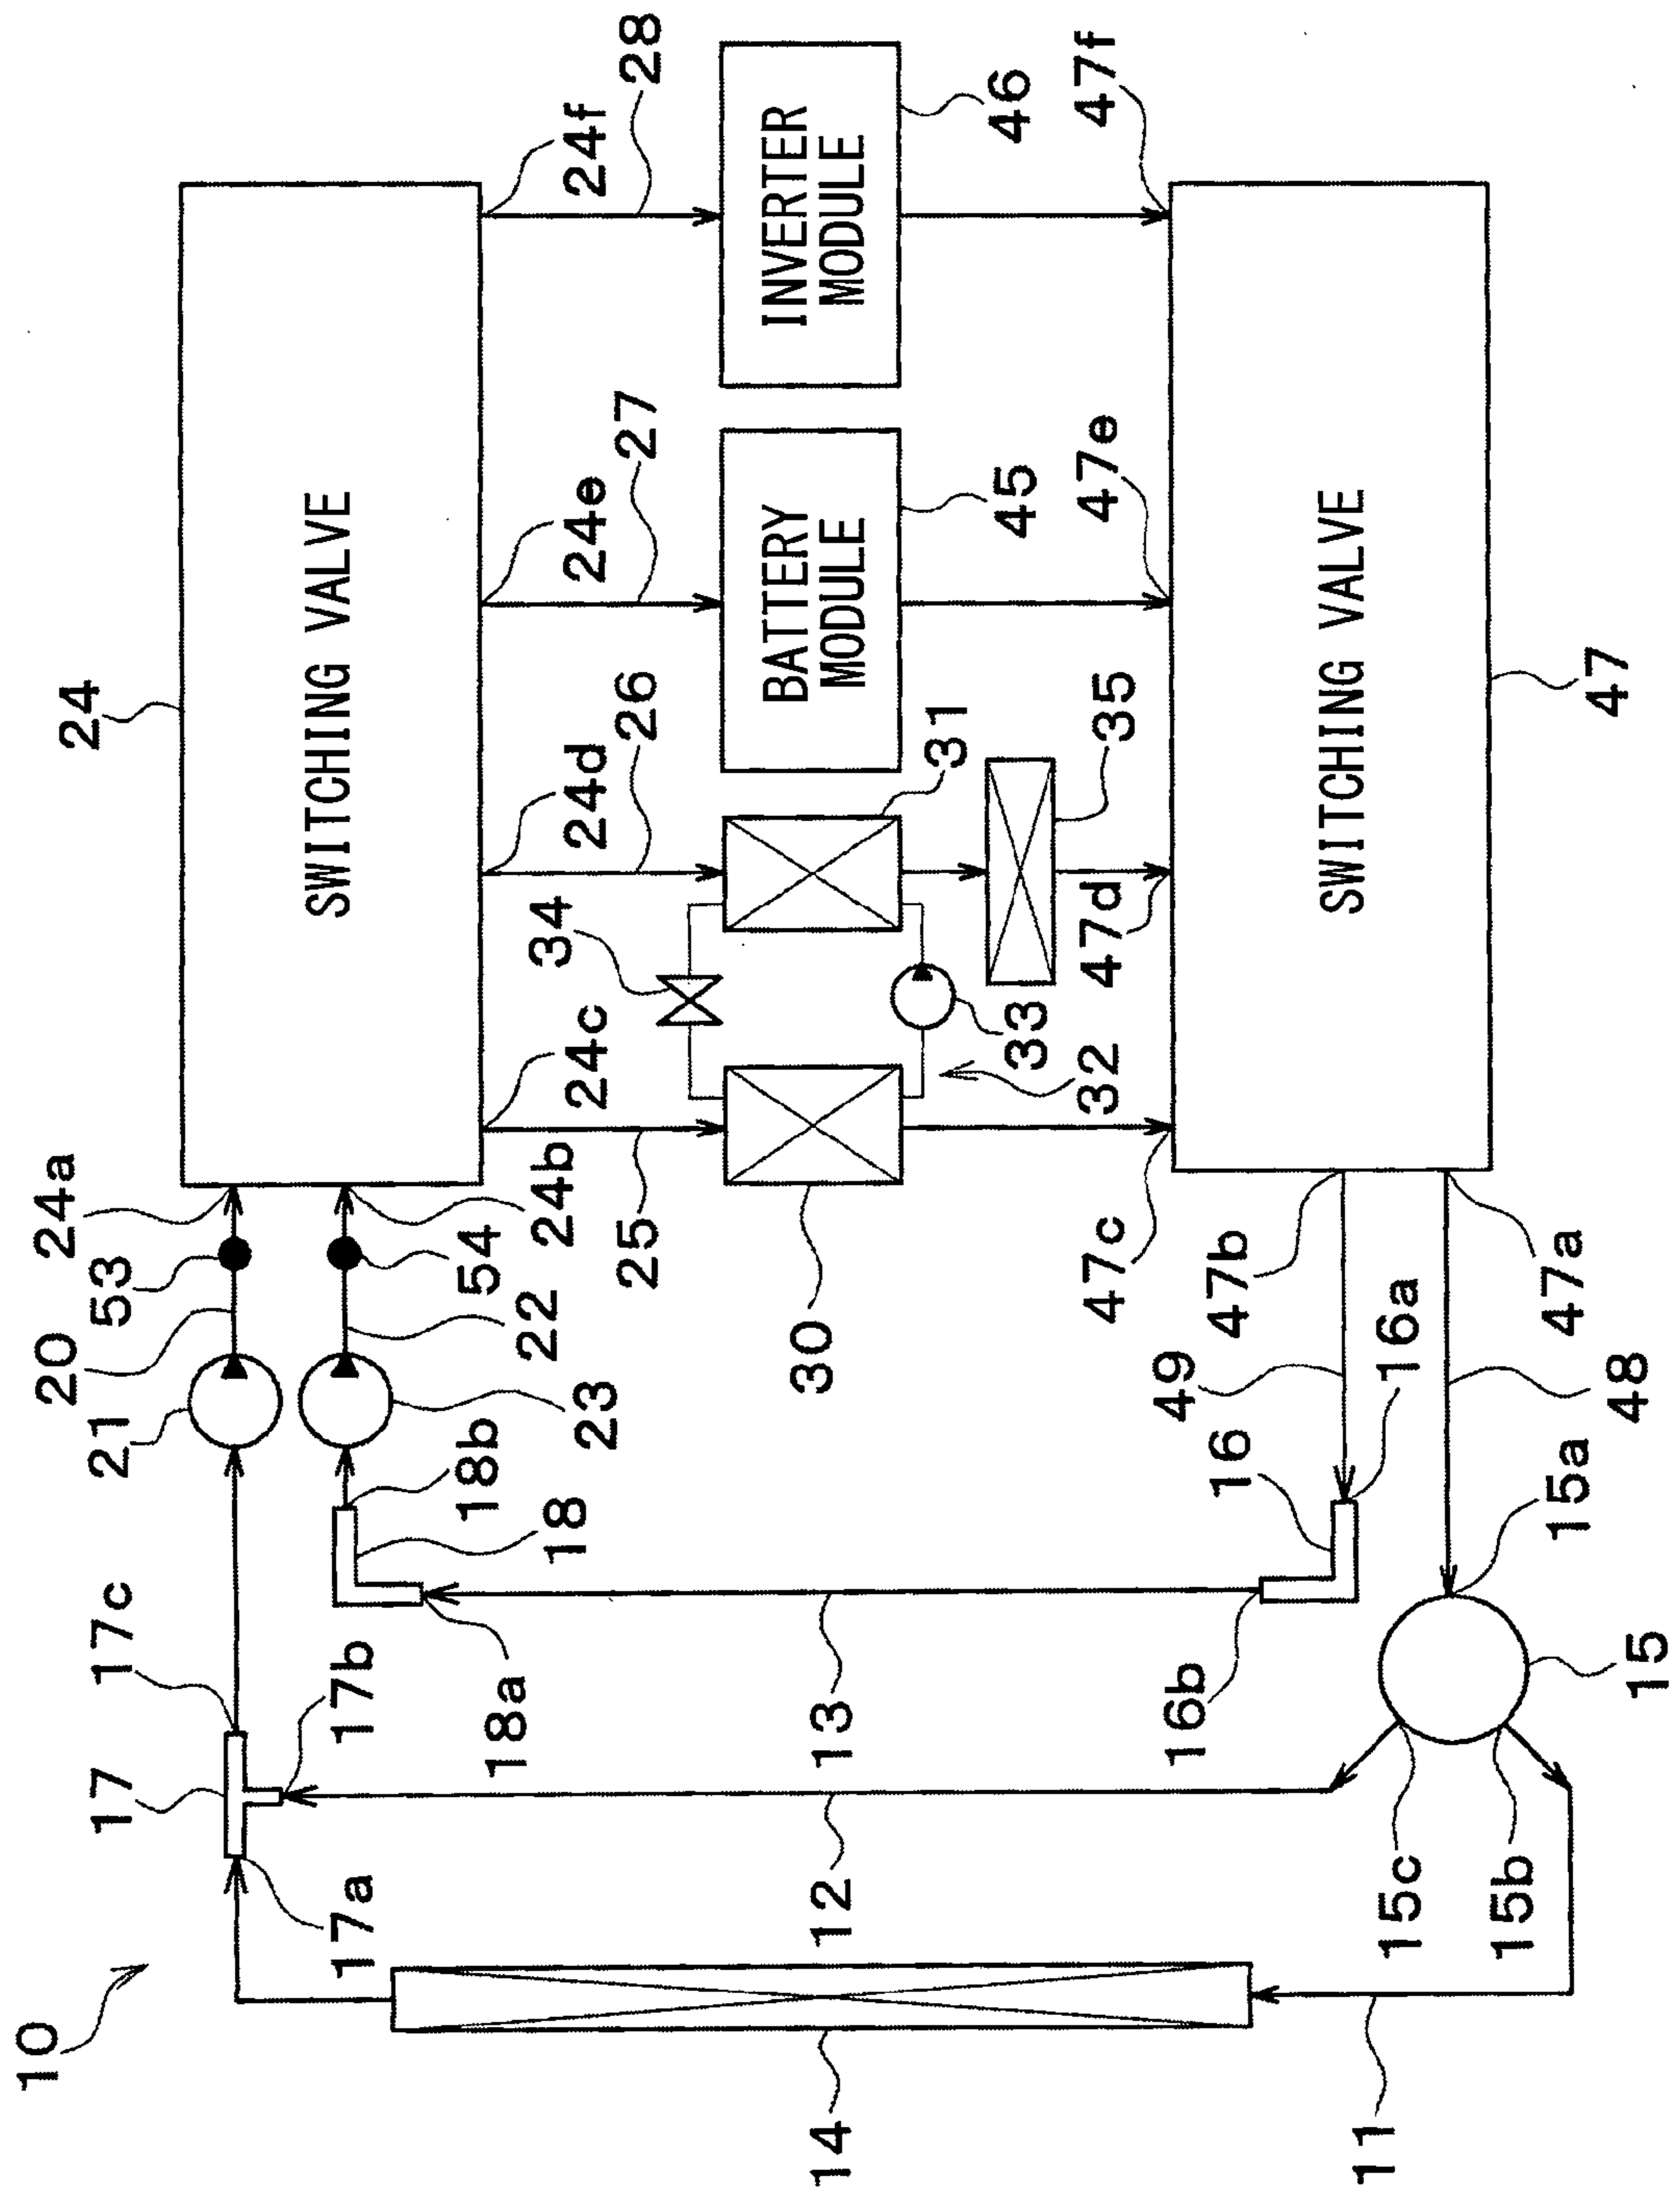 10
14
11
17a
17
17c
17b
12
15c
15b
15
15a
18a
18
18b
13
16b
16
16a
21
20
53
24a
23
22
54
24b
49
48
47b
47a
24
SWITCHING VALVE
24c
24d
24e
24f
25
26
27
28
30
34
31
32
33
35
BATTERY
MODULE
45
INVERTER
MODULE
46
47c
47d
47e
47f
SWITCHING VALVE
47